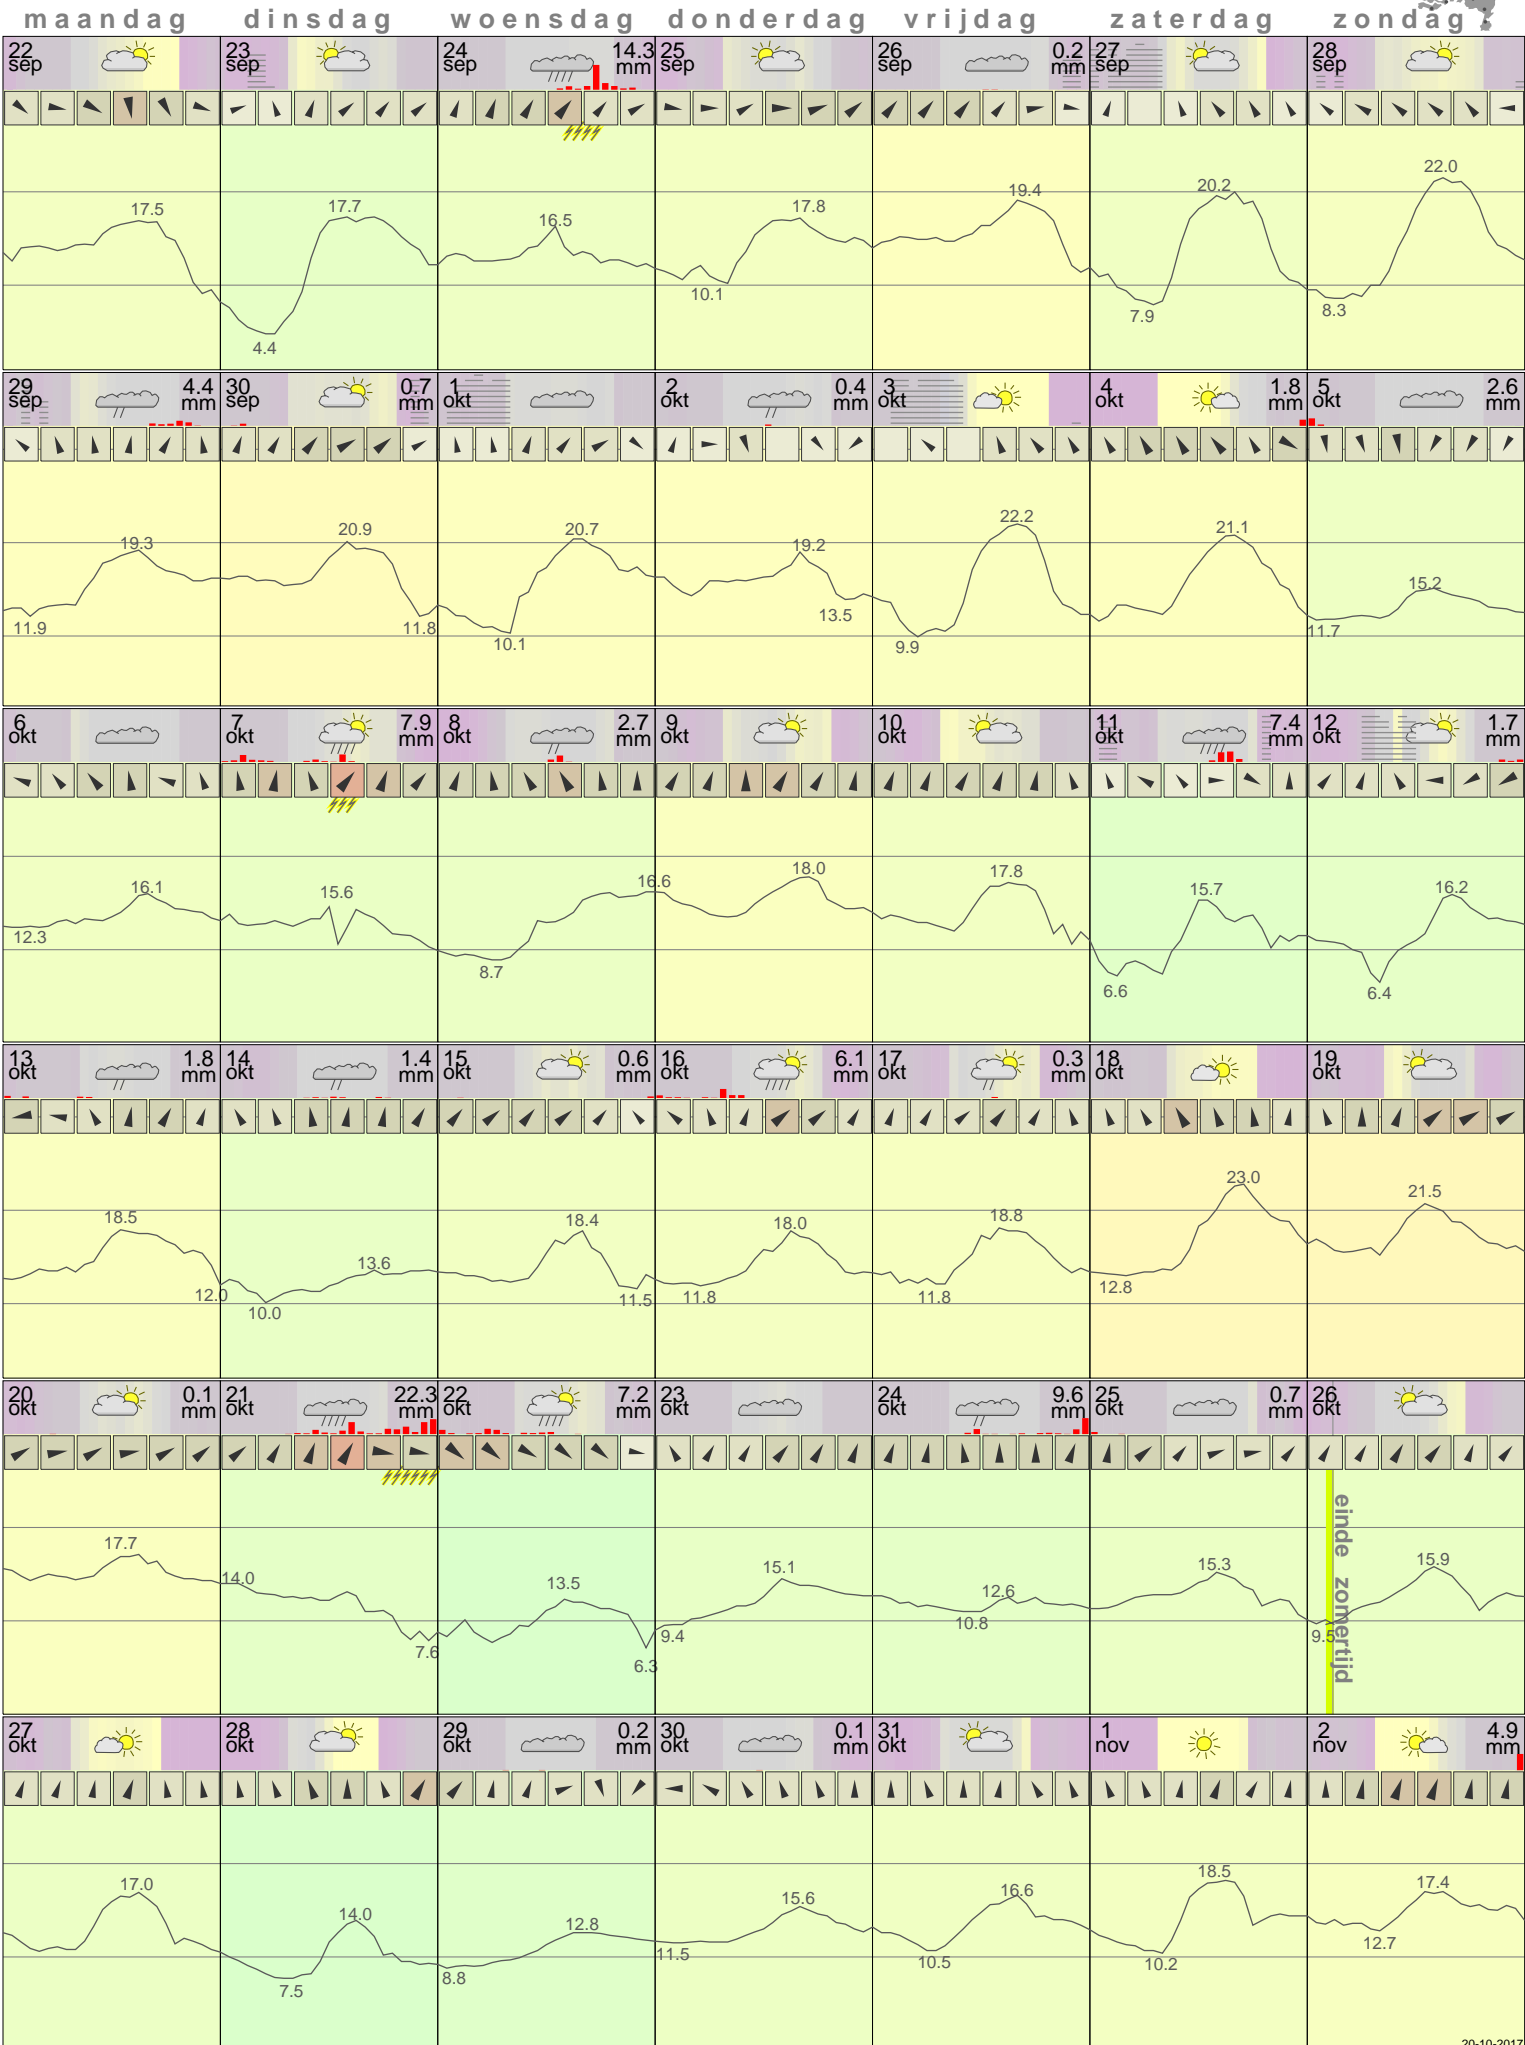 maandag dinsdag woensdag donderdag vrijdag zaterdag zondag
22 23 24 14.3 25 26 0.2 27 28
sep sep sep mm sep sep mm sep sep
17.5 17.7 16.5 17.8 19.4 20.2 22.0
4.4 10.1 7.9 8.3
29 4.4 30 0.7 1 2 0.4 3 4 1.8 5 2.6
sep mm sep mm okt okt mm okt okt mm okt mm
19.3 20.9 20.7 19.2 22.2 21.1 15.2
11.9 11.8 10.1 13.5 9.9 11.7
6 7 7.9 8 2.7 9 10 11 7.4 12 1.7
okt okt mm okt mm okt okt okt mm okt mm
16.1 15.6 16.6 18.0 17.8 15.7 16.2
12.3 8.7 6.6 6.4
13 1.8 14 1.4 15 0.6 16 6.1 17 0.3 18 19
okt mm okt mm okt mm okt mm okt mm okt okt
18.5 13.6 18.4 18.0 18.8 23.0 21.5
12.0 10.0 11.5 11.8 11.8 12.8
20 0.1 21 22.3 22 7.2 23 24 9.6 25 0.7 26
okt mm okt mm okt mm okt okt mm okt mm okt
17.7 14.0 13.5 15.1 12.6 15.3 15.9
7.6 6.3 9.4 10.8 9.5
einde zomertijd
27 28 29 0.2 30 0.1 31 1 2 4.9
okt okt okt mm okt mm okt nov nov mm
17.0 14.0 12.8 15.6 16.6 18.5 17.4
7.5 8.8 11.5 10.5 10.2 12.7
20-10-2017